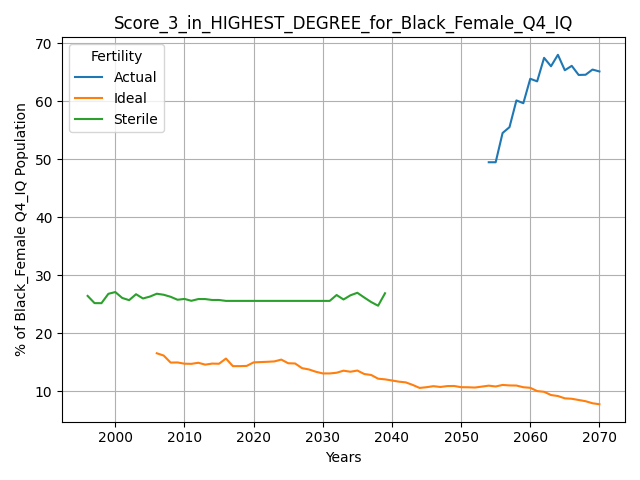 Score_3_in_HIGHEST_DEGREE_for_Black_Female_Q4_IQ
70
60
50
40
30
20
10
% of Black_Female Q4_IQ Population
Fertility
Actual
Ideal
Sterile
2000 2010 2020 2030 2040 2050 2060 2070
Years